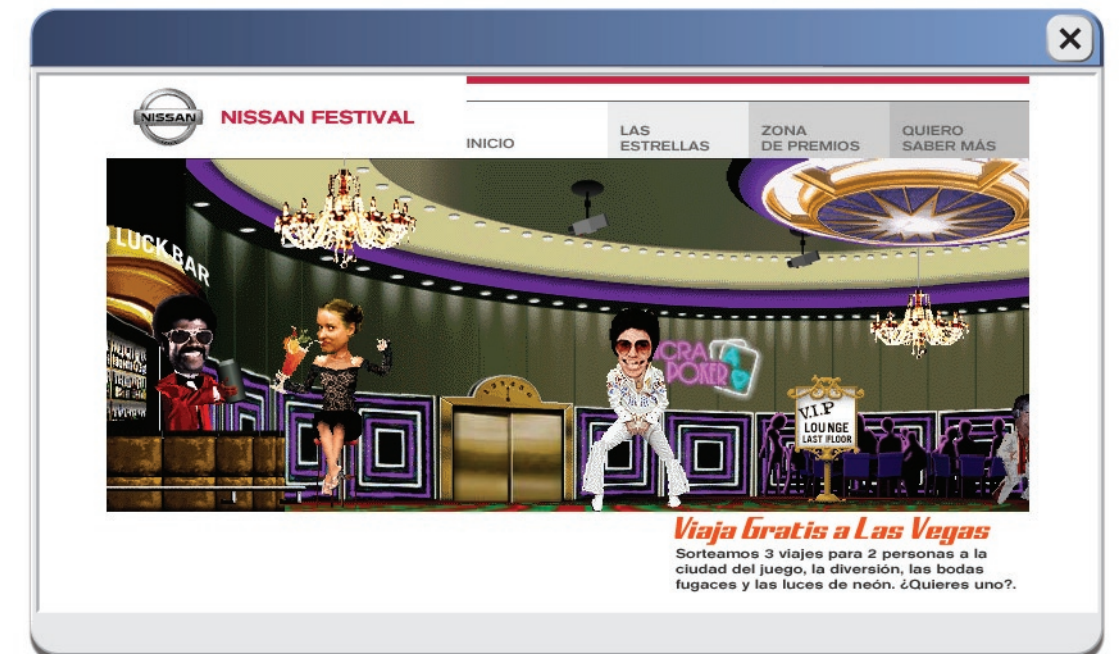 NISSAN
NISSAN FESTIVAL
INICIO
LAS
ESTRELLAS
ZONA
DE PREMIOS
QUIERO
SABER MÁS
LUCK BAR
POKER
V.I.P
LOUNGE
LAST FLOOR
Viaja Gratis a Las Vegas
Sorteamos 3 viajes para 2 personas a la
ciudad del juego, la diversión, las bodas
fugaces y las luces de neón. ¿Quieres uno?.